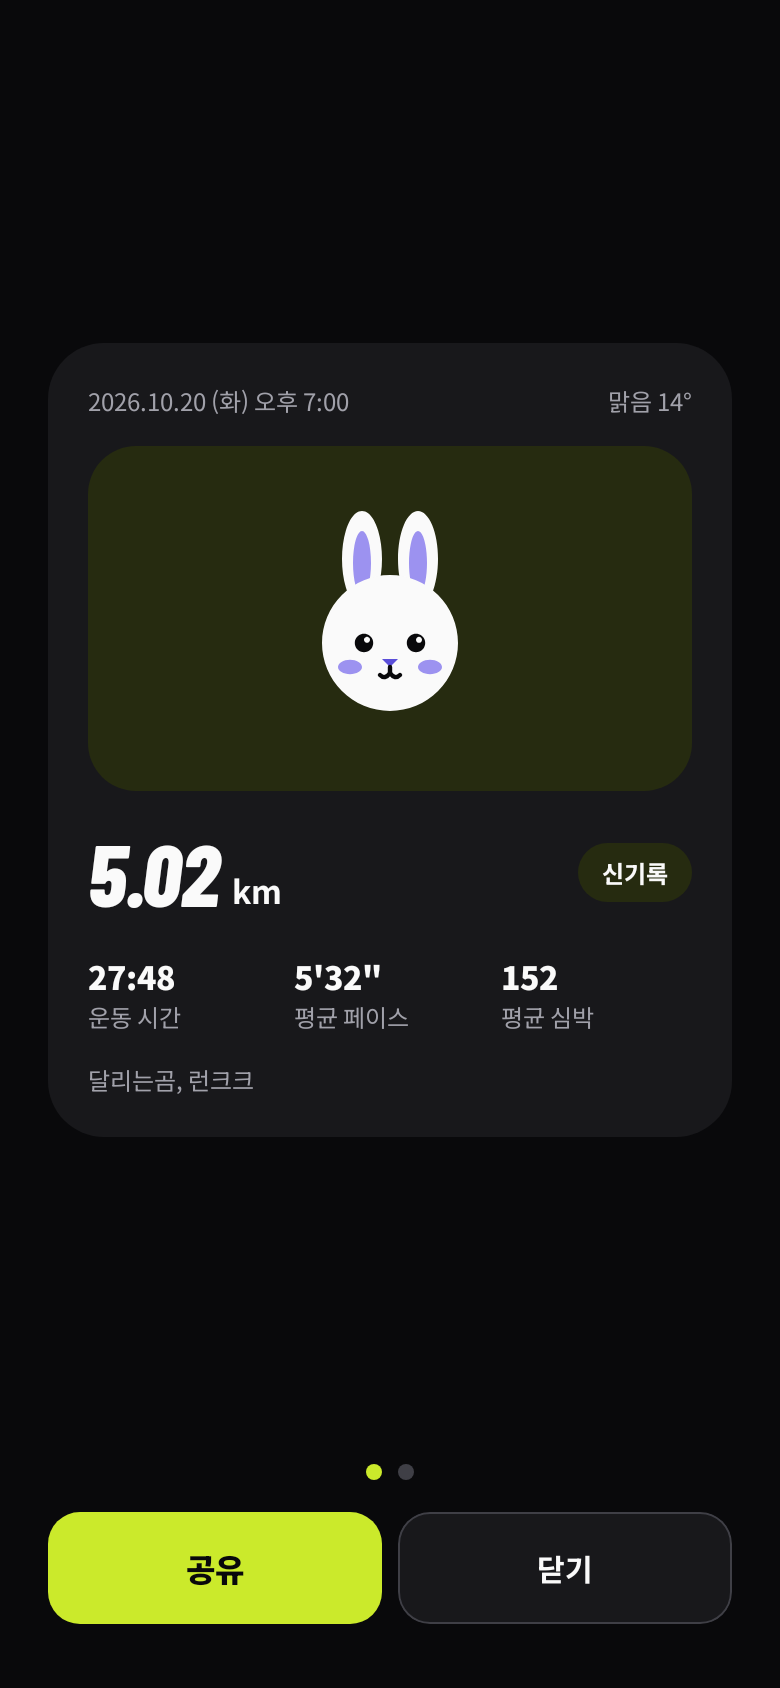 2026.10.20 (화) 오후 7:00 맑음 14°
5.02 km 신기록
27:48 5'32" 152
운동 시간 평균 페이스 평균 심박
달리는곰, 런크크
공유 닫기